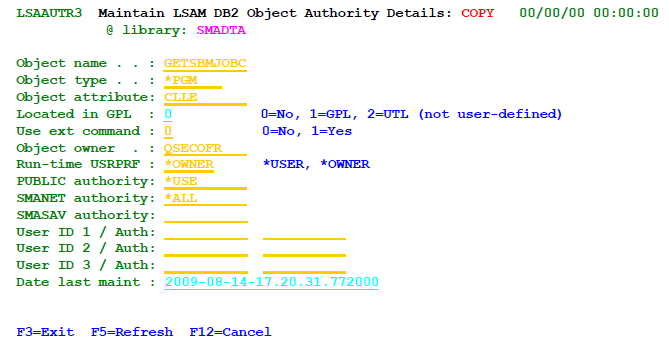 LSAAUTR3 Maintain LSAM DB2 Object Authority Details: COPY 00/00/00 00:00:00
@ library: SMADTA
Object name . . : GETSBMJOBC
Object type . . : *PGM
Object attribute: CLLE
Located in GPL : 0 0=No, 1=GPL, 2=UTL (not user-defined)
Use ext command : 0 0=No, 1=Yes
Object owner . : QSECOFR
Run-time USRPRF : *OWNER *USER, *OWNER
PUBLIC authority: *USE
SMANET authority: *ALL
SMASAV authority:
User ID 1 / Auth:
User ID 2 / Auth:
User ID 3 / Auth:
Date last maint : 2009-08-14-17.20.31.772000
F3=Exit F5=Refresh F12=Cancel